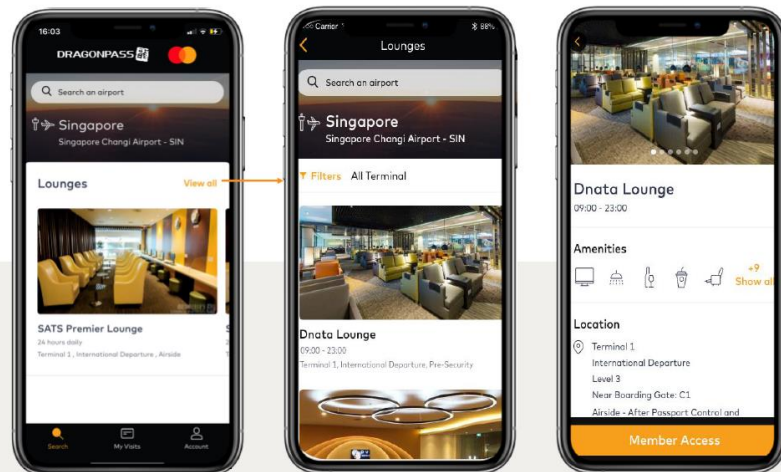 16:03
DRAGONPASS
Search an airport
Singapore
Singapore Changi Airport - SIN
Lounges
View all
SATS Premier Lounge
24 hours daily
Terminal 1 , International Departure , Airside
Search
My Visits
Account
Carrier
88%
Lounges
Search an airport
Singapore
Singapore Changi Airport - SIN
Filters
All Terminal
Dnata Lounge
09:00 - 23:00
Terminal 1, International Departure, Pre-Security
Dnata Lounge
09:00 - 23:00
Amenities
+9
Show all
Location
Terminal 1
International Departure
Level 3
Near Boarding Gate: C1
Airside - After Passport Control and
Member Access